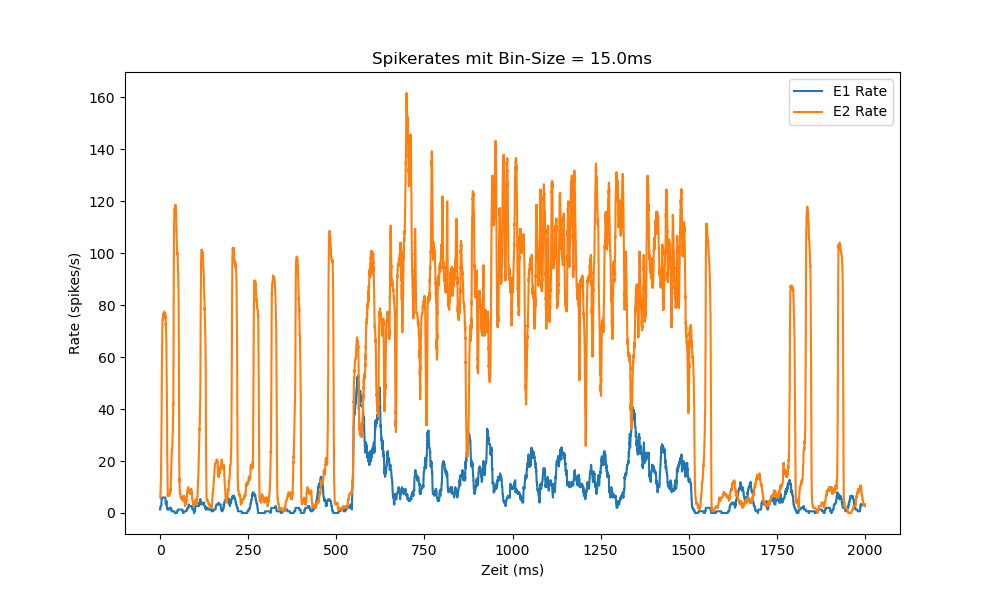 Spikerates mit Bin-Size = 15.0ms
E1 Rate
E2 Rate
160
140
120
100
80
60
40
20
0
Rate (spikes/s)
0 250 500 750 1000 1250 1500 1750 2000
Zeit (ms)